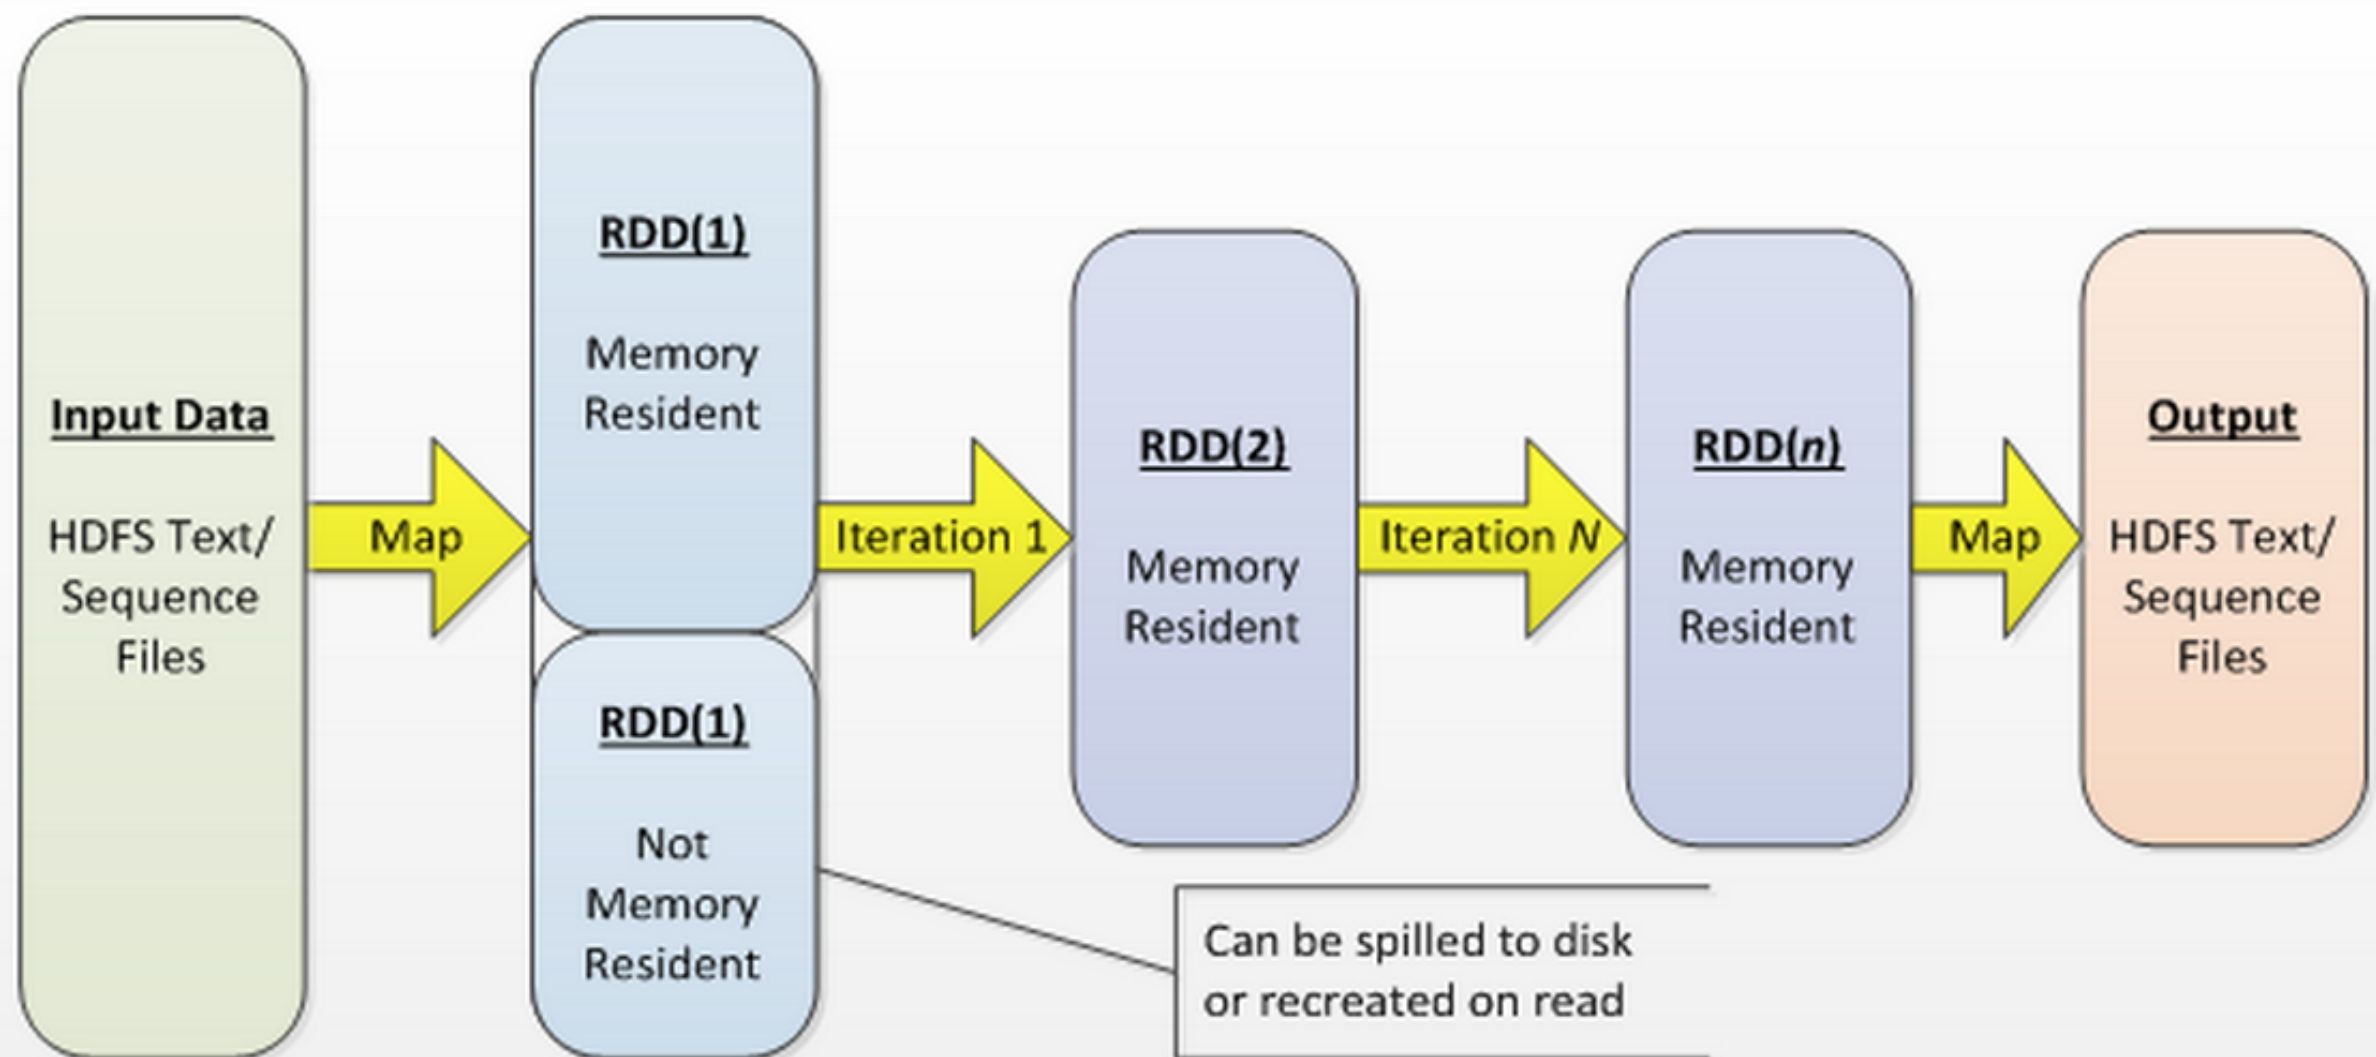 Input Data
HDFS Text/
Sequence
Files
Map
RDD(1)
Memory
Resident
RDD(1)
Not
Memory
Resident
Iteration 1
RDD(2)
Memory
Resident
Iteration N
RDD(n)
Memory
Resident
Map
Output
HDFS Text/
Sequence
Files
Can be spilled to disk
or recreated on read